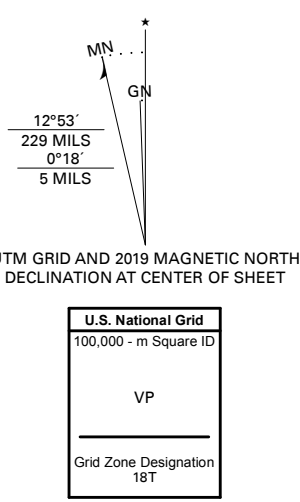 MN
GN
12°53´
229 MILS
0°18´
5 MILS
UTM GRID AND 2019 MAGNETIC NORTH
DECLINATION AT CENTER OF SHEET
U.S. National Grid
100,000 - m Square ID
VP
Grid Zone Designation
18T